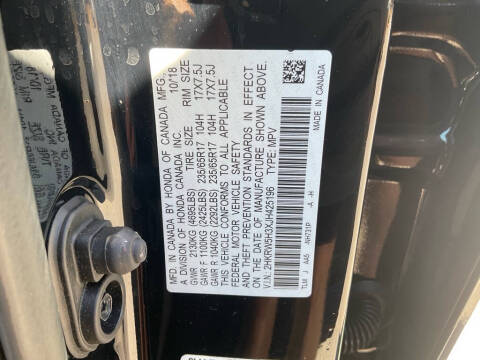 MFD. IN CANADA BY HONDA OF CANADA MFG.,
A DIVISION OF HONDA CANADA INC. 10/18
GVWR 2130KG (4695LBS) TIRE SIZE RIM SIZE
GAWR F 1100KG (2425LBS) 235/65R17 104H 17X7.5J
GAWR R 1040KG (2292LBS) 235/65R17 104H 17X7.5J
THIS VEHICLE CONFORMS TO ALL APPLICABLE
FEDERAL MOTOR VEHICLE SAFETY
AND THEFT PREVENTION STANDARDS IN EFFECT
ON THE DATE OF MANUFACTURE SHOWN ABOVE.
V.I.N: 2HKRW5H3XJH425196 TYPE: MPV
-A -H MADE IN CANADA